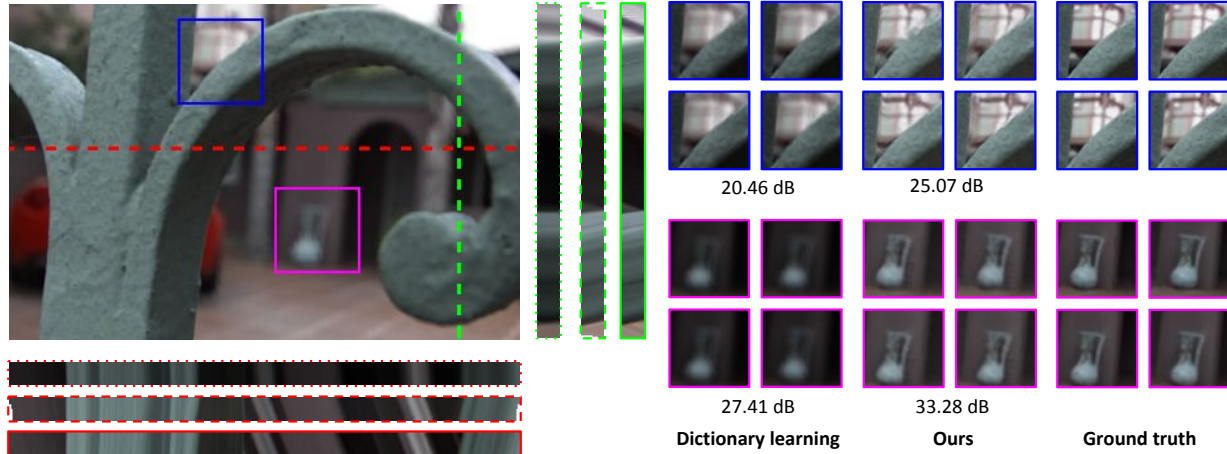 20.46 dB 25.07 dB
27.41 dB 33.28 dB
Dictionary learning Ours Ground truth